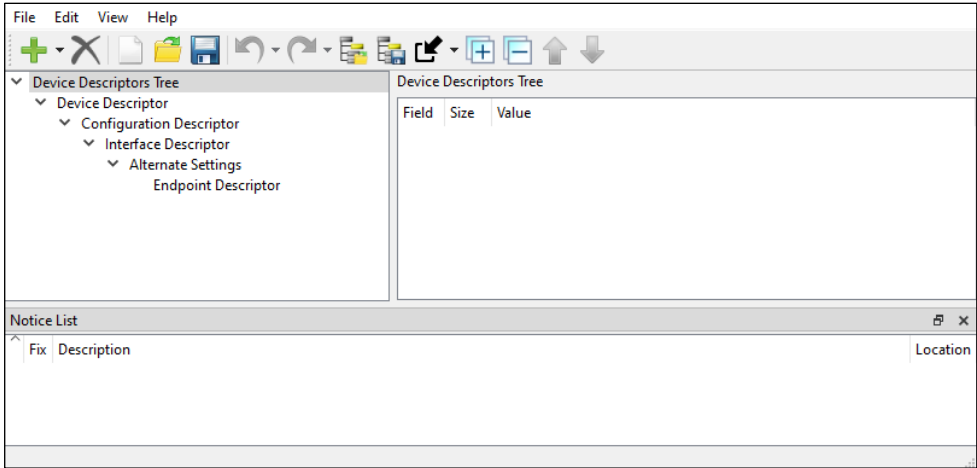 File Edit View Help
Device Descriptors Tree
Device Descriptor
Configuration Descriptor
Interface Descriptor
Alternate Settings
Endpoint Descriptor
Device Descriptors Tree
Field Size Value
Notice List
Fix Description Location